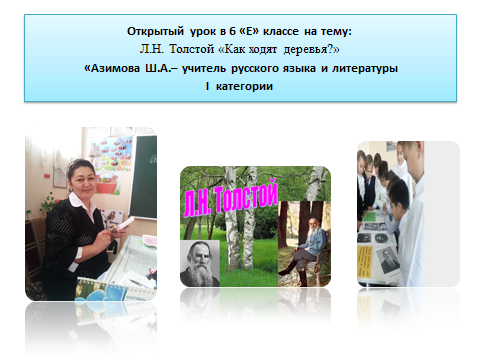 Открытый урок в 6 «Е» классе на тему:
Л.Н. Толстой «Как ходят деревья?»
«Азимова Ш.А.– учитель русского языка и литературы
I категории
Л.Н. Толстой